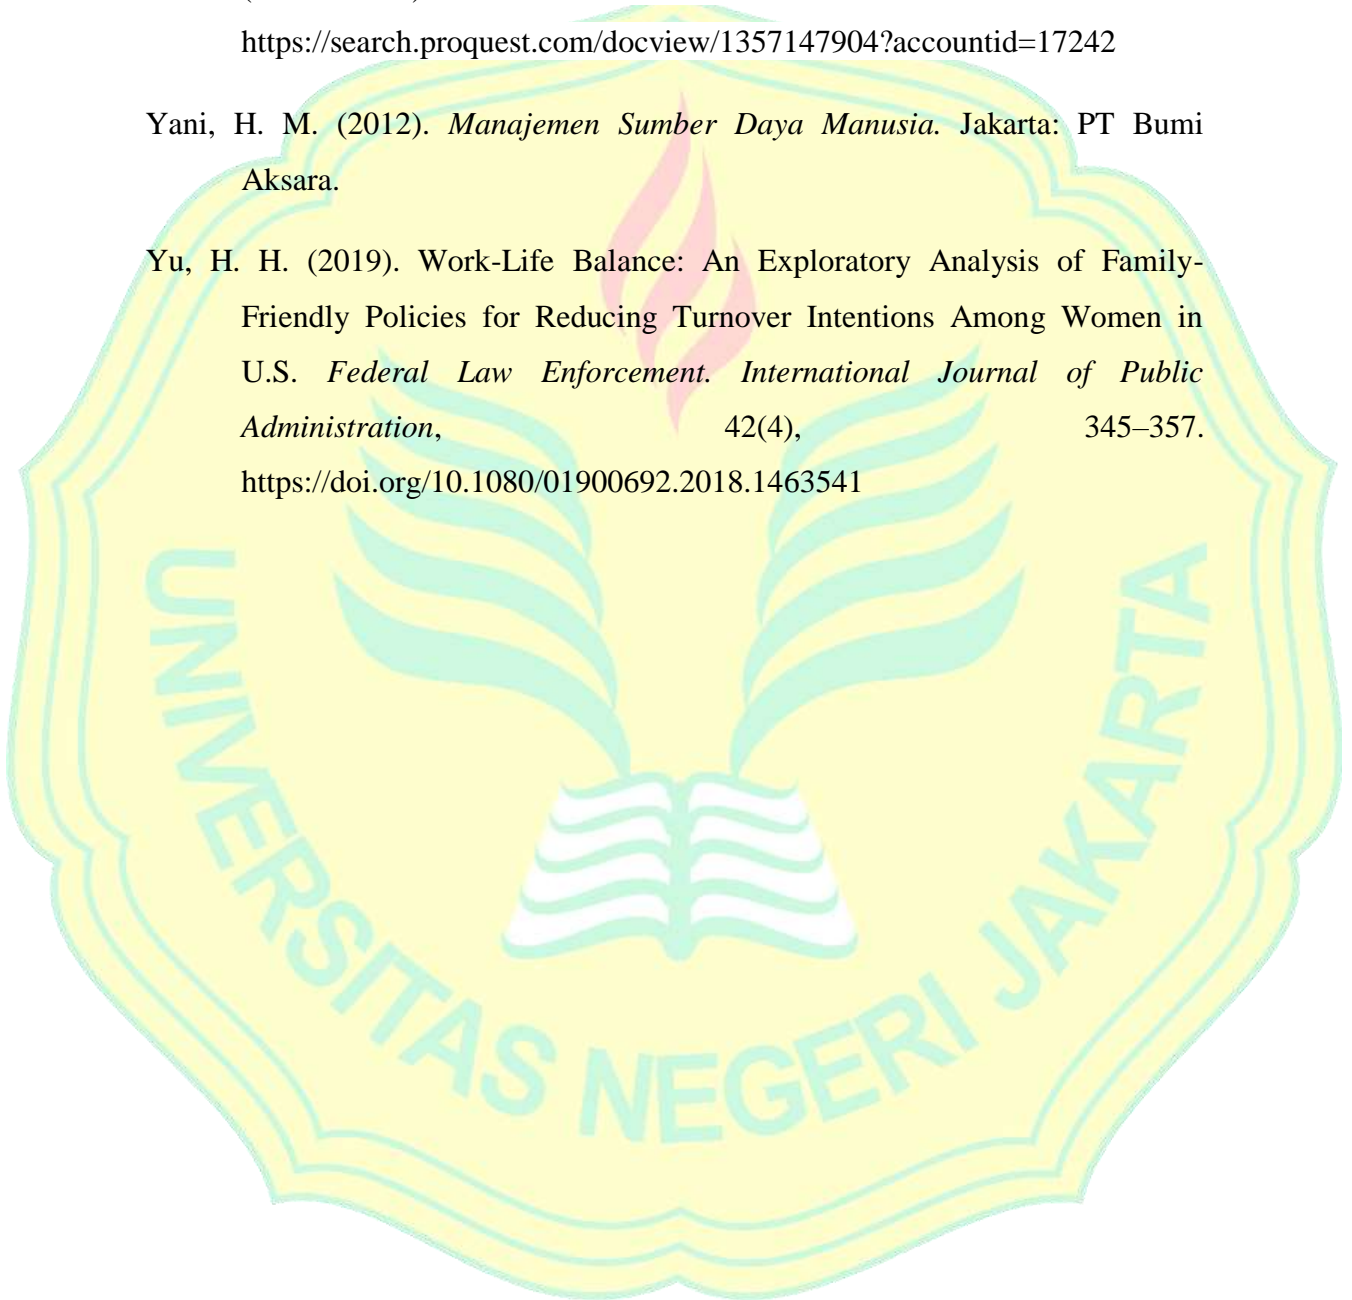 https://search.proquest.com/docview/1357147904?accountid=17242
Yani, H. M. (2012). Manajemen Sumber Daya Manusia. Jakarta: PT Bumi
Aksara.
Yu, H. H. (2019). Work-Life Balance: An Exploratory Analysis of Family-
Friendly Policies for Reducing Turnover Intentions Among Women in
U.S. Federal Law Enforcement. International Journal of Public
Administration, 42(4), 345–357.
https://doi.org/10.1080/01900692.2018.1463541
UNIVERSITAS NEGERI JAKARTA